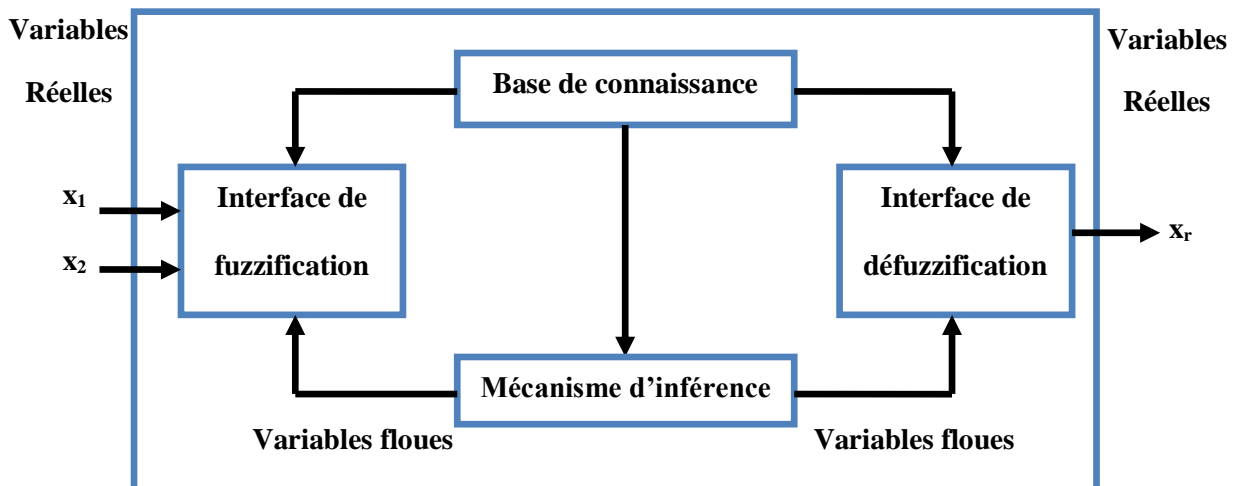 Variables
Réelles
Variables
Réelles
Base de connaissance
x₁
x₂
Interface de
fuzzification
Interface de
défuzzification
xᵣ
Mécanisme d’inférence
Variables floues
Variables floues